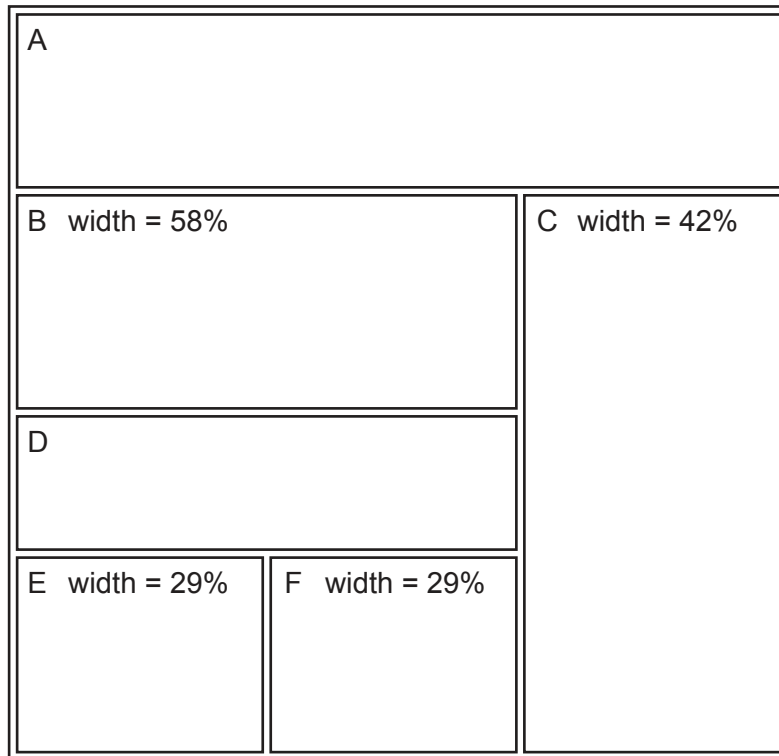 A
B width = 58%
C width = 42%
D
E width = 29%
F width = 29%